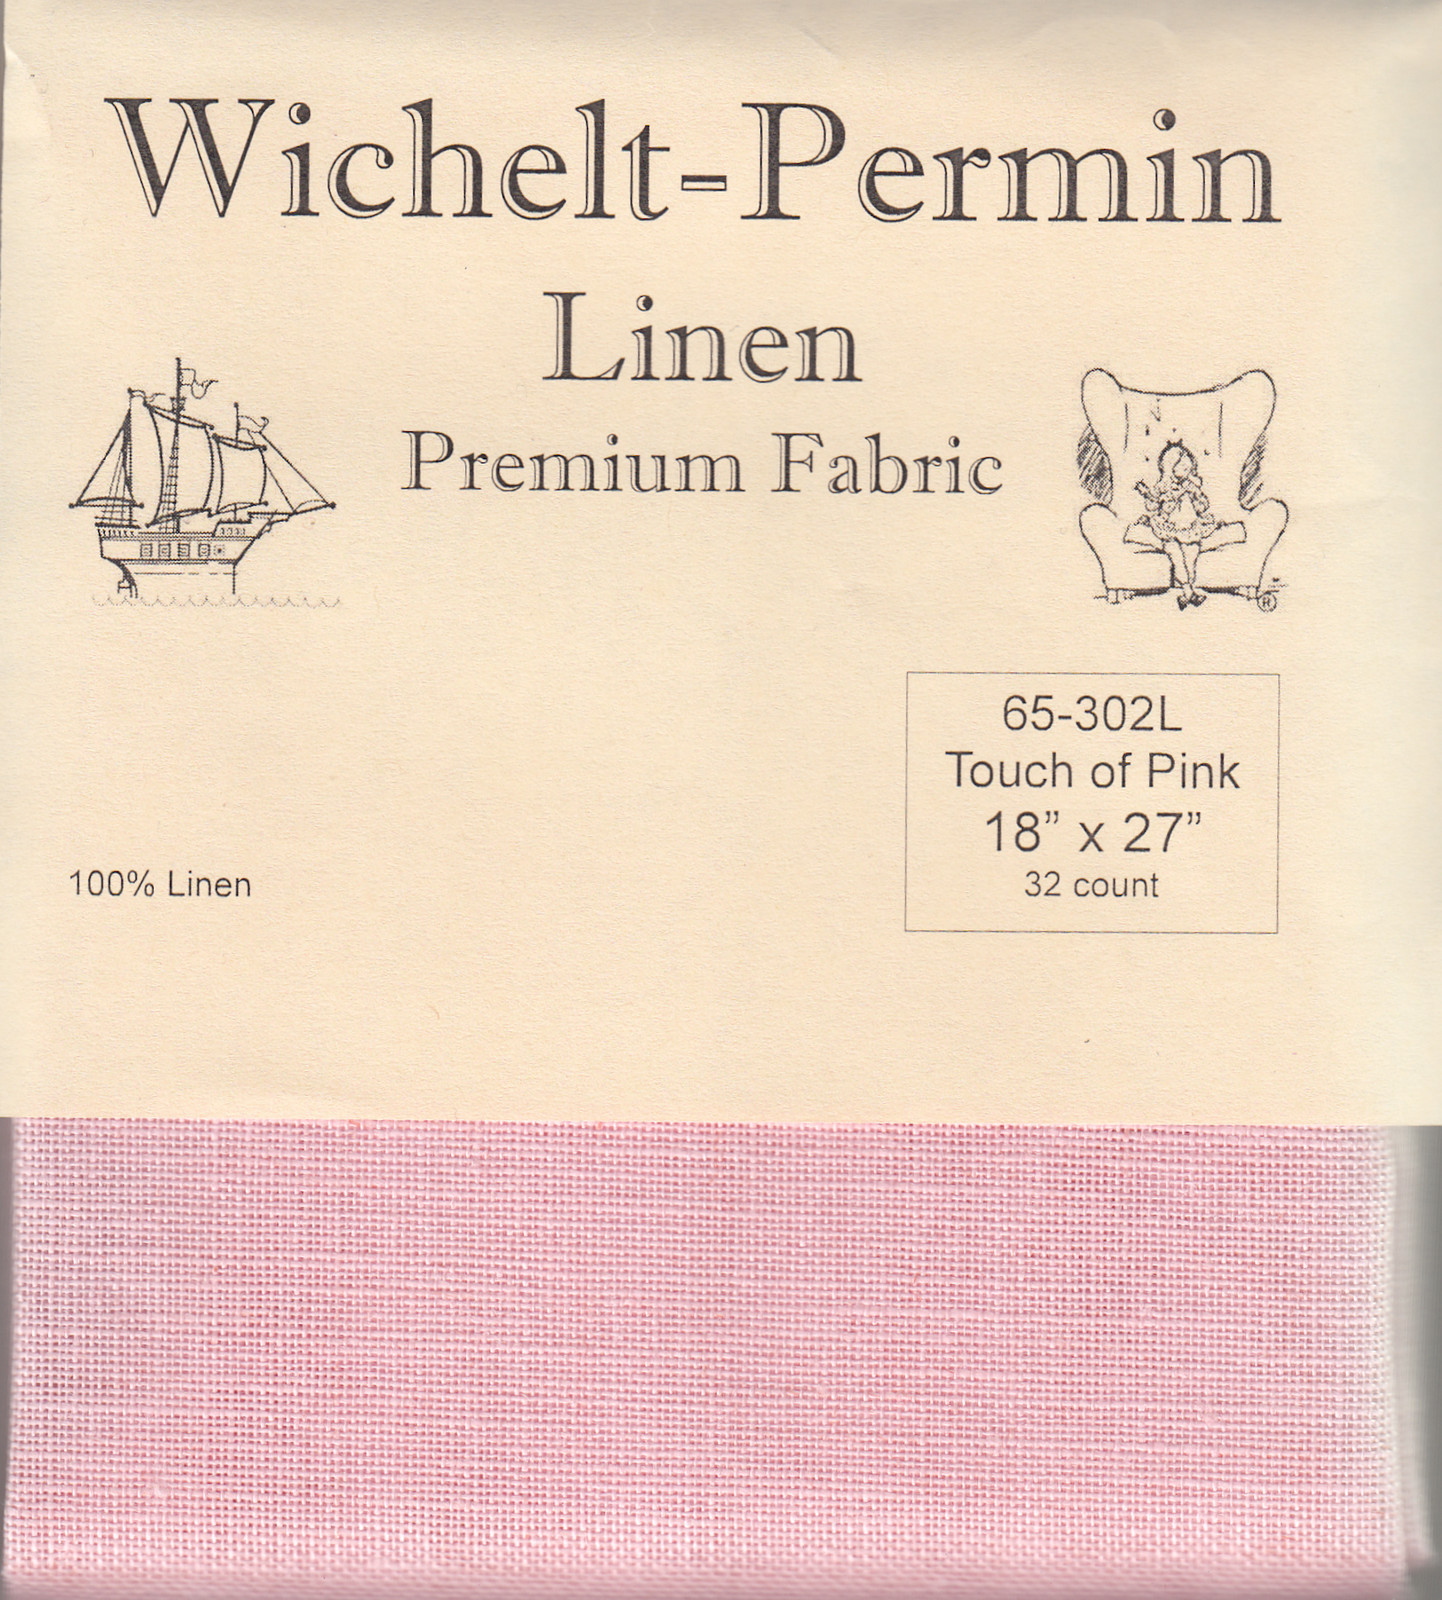 Wichelt-Permin
Linen
Premium Fabric
®
65-302L
Touch of Pink
18” x 27”
32 count
100% Linen